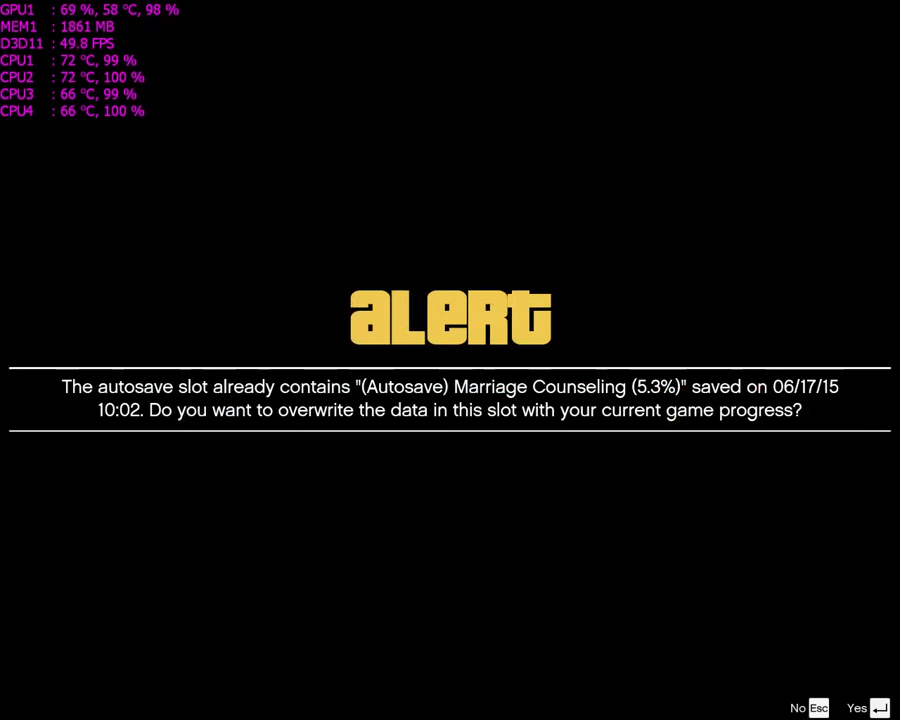 GPU1 : 69 %, 58 °C, 98 %
MEM1 : 1861 MB
D3D11 : 49.8 FPS
CPU1 : 72 °C, 99 %
CPU2 : 72 °C, 100 %
CPU3 : 66 °C, 99 %
CPU4 : 66 °C, 100 %
aLeRt
The autosave slot already contains "(Autosave) Marriage Counseling (5.3%)" saved on 06/17/15
10:02. Do you want to overwrite the data in this slot with your current game progress?
No Esc Yes